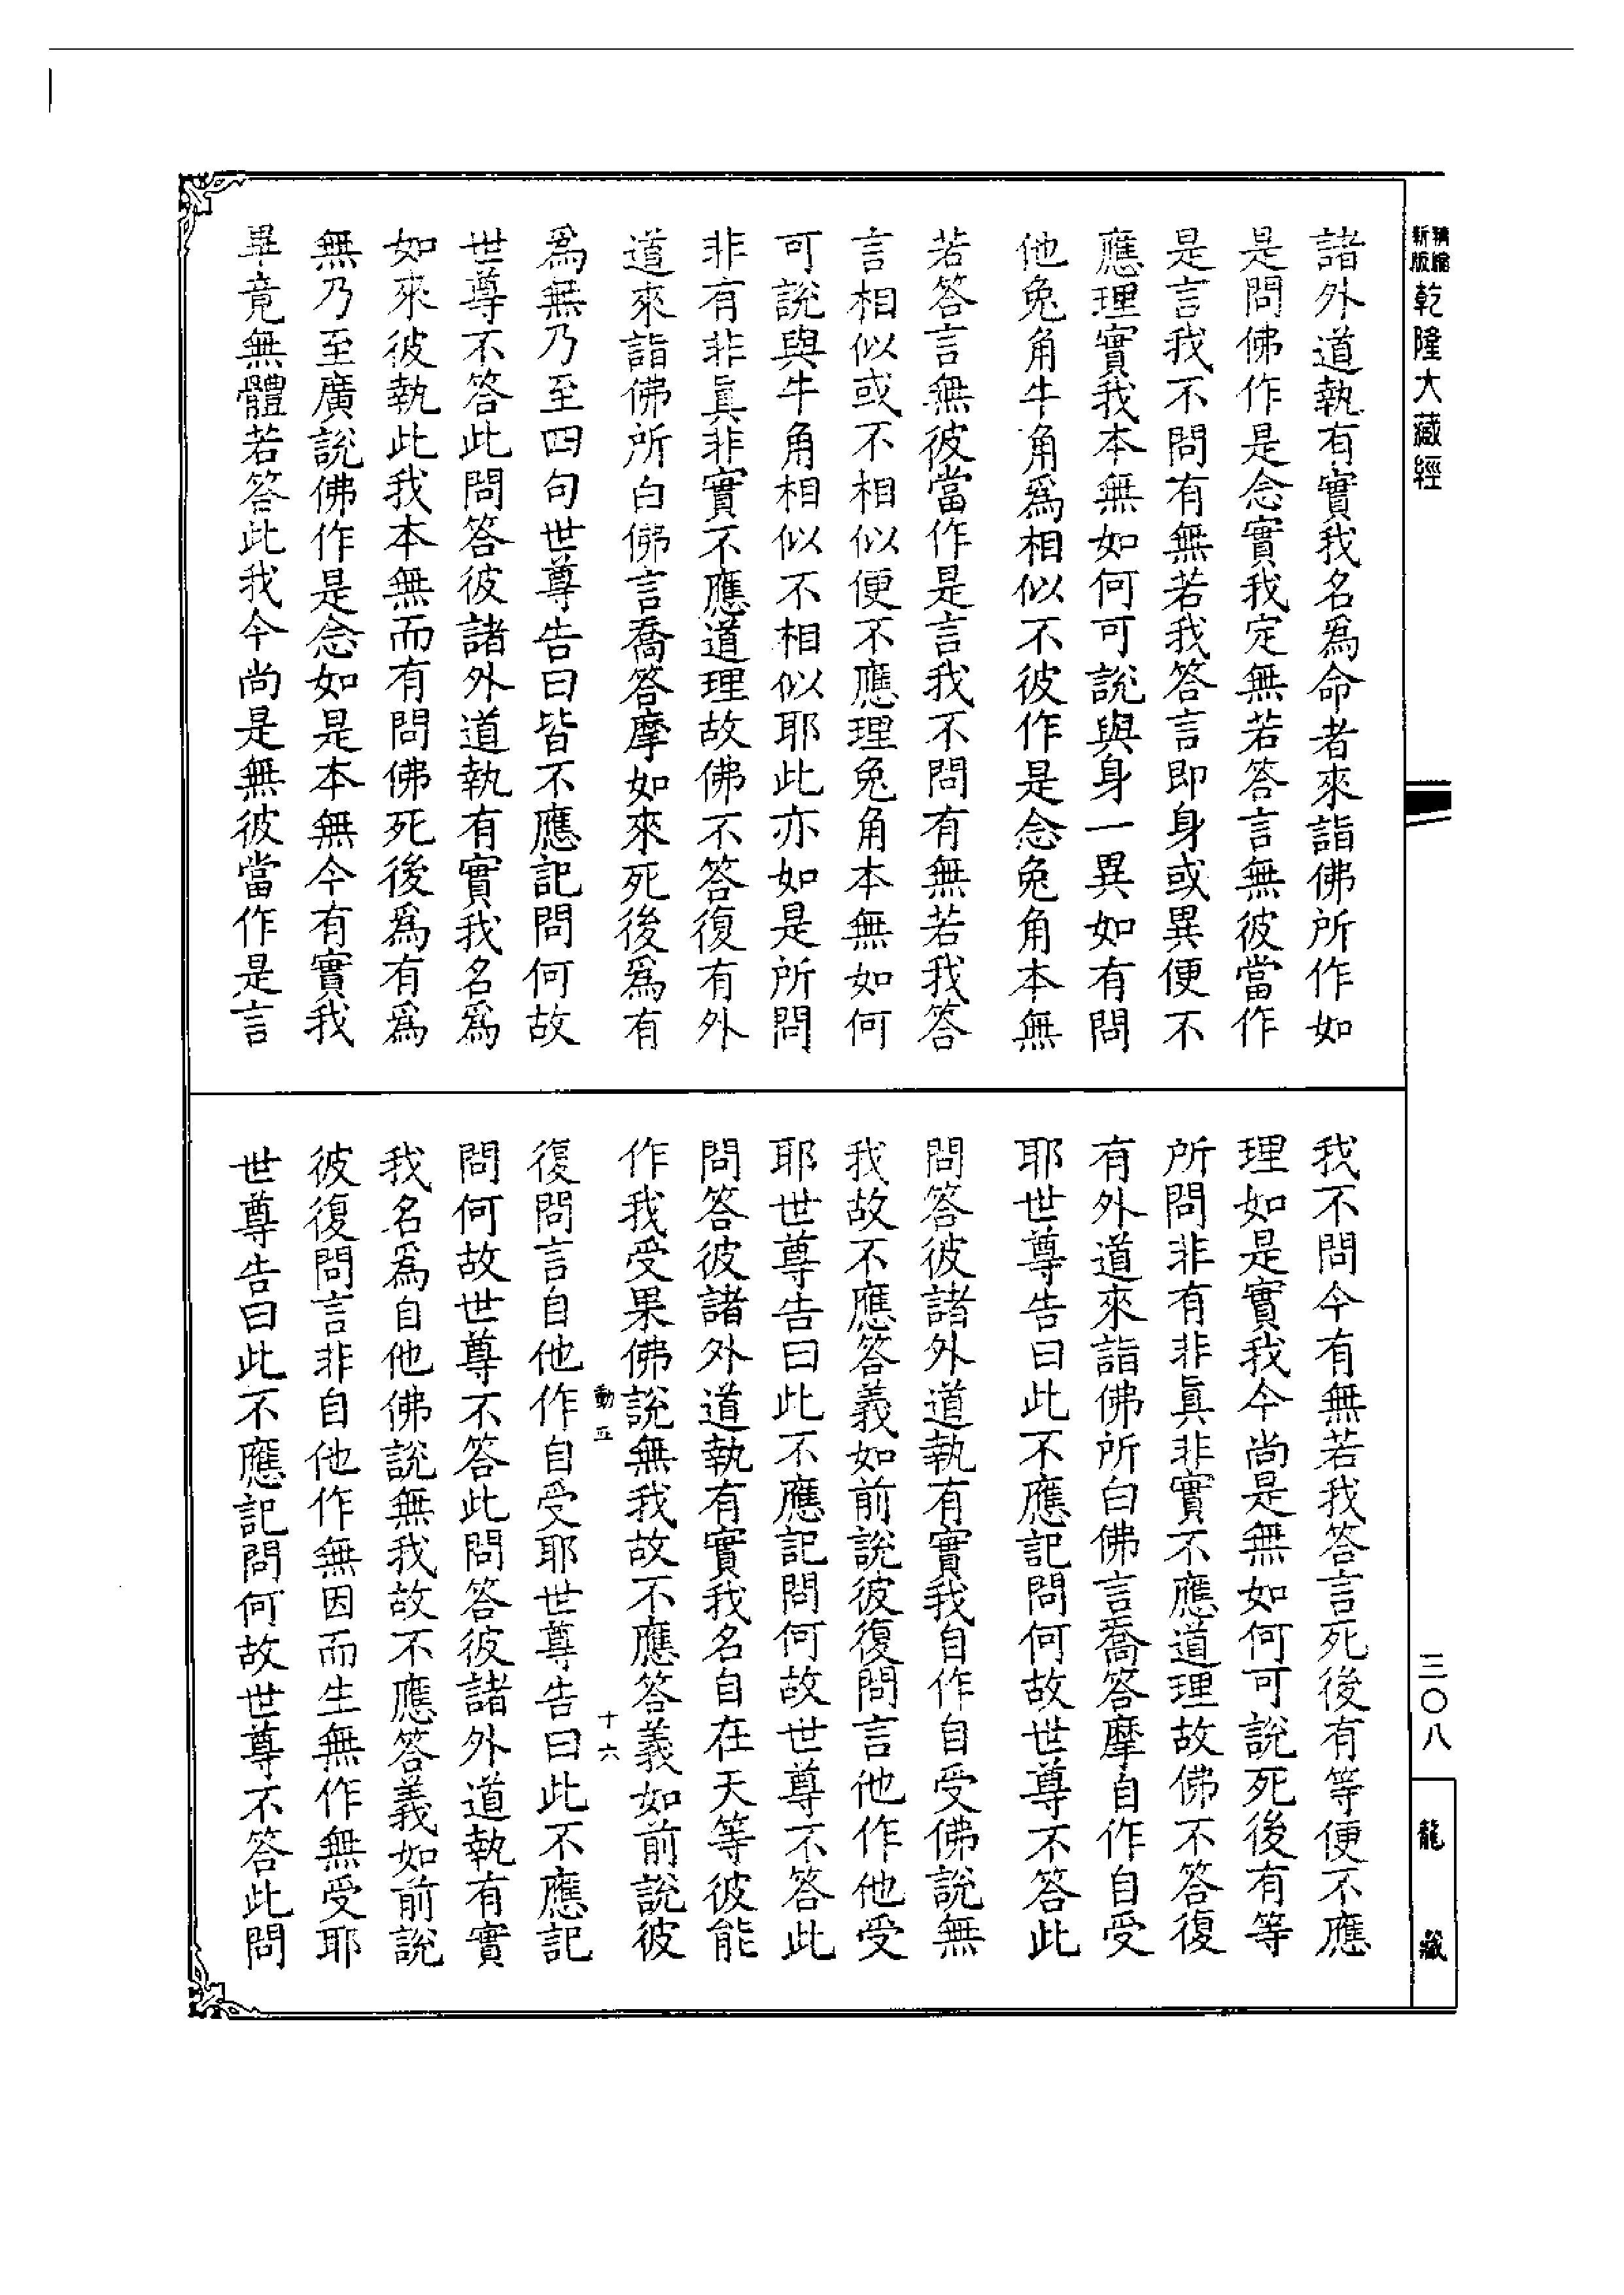 新版
精縮
乾隆大藏經
三〇八
龍藏
諸外道執有實我名爲命者來詣佛所作如
是問佛作是念實我定無若答言無彼當作
是言我不問有無若我答言即身或異便不
應理實我本無如何可說與身一異如有問
他兔角牛角爲相似不彼作是念兔角本無
若答言無彼當作是言我不問有無若我答
言相似或不相似便不應理兔角本無如何
可說與牛角相似不相似耶此亦如是所問
非有非眞非實不應道理故佛不答復有外
道來詣佛所白佛言喬答摩如來死後爲有
爲無乃至四句世尊告曰皆不應記問何故
世尊不答此問答彼諸外道執有實我名爲
如來彼執此我本無而有問佛死後爲有爲
無乃至廣說佛作是念如是本無今有實我
畢竟無體若答此我今尚是無彼當作是言
我不問今有無若我答言死後有等便不應
理如是實我今尚是無如何可說死後有等
所問非有非眞非實不應道理故佛不答復
有外道來詣佛所白佛言喬答摩自作自受
耶世尊告曰此不應記問何故世尊不答此
問答彼諸外道執有實我自作自受佛說無
我故不應答義如前說彼復問言他作他受
耶世尊告曰此不應記問何故世尊不答此
問答彼諸外道執有實我名自在天等彼能
作我受果佛說無我故不應答義如前說彼
動五
十六
復問言自他作自受耶世尊告曰此不應記
問何故世尊不答此問答彼諸外道執有實
我名爲自他佛說無我故不應答義如前說
彼復問言非自他作無因而生無作無受耶
世尊告曰此不應記問何故世尊不答此問